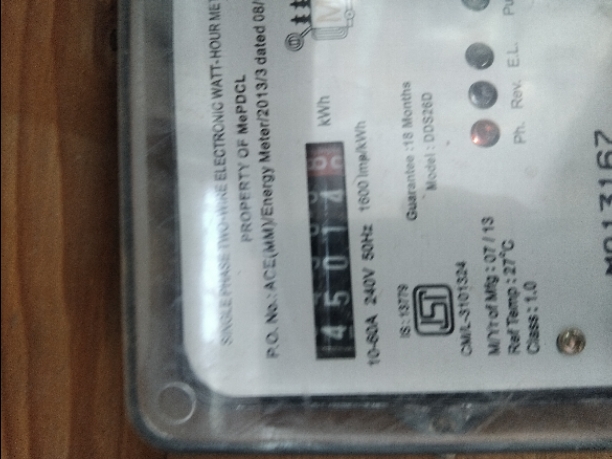 SINGLE PHASE TWO-WIRE ELECTRONIC WATT-HOUR ME
PROPERTY OF MePDCL
P.O. No.: ACE(MM)/Energy Meter/2013/3 dated 08/
45014 kWh
10-60A 240V 50Hz 1600 Imp/kWh
IS : 13779
Guarantee :18 Months
Model : DDS26D
CM/L-3101324
M/Yr of Mfg : 07 / 13
Ref Temp : 27°C
Class : 1.0
Ph. Rev. E.L.